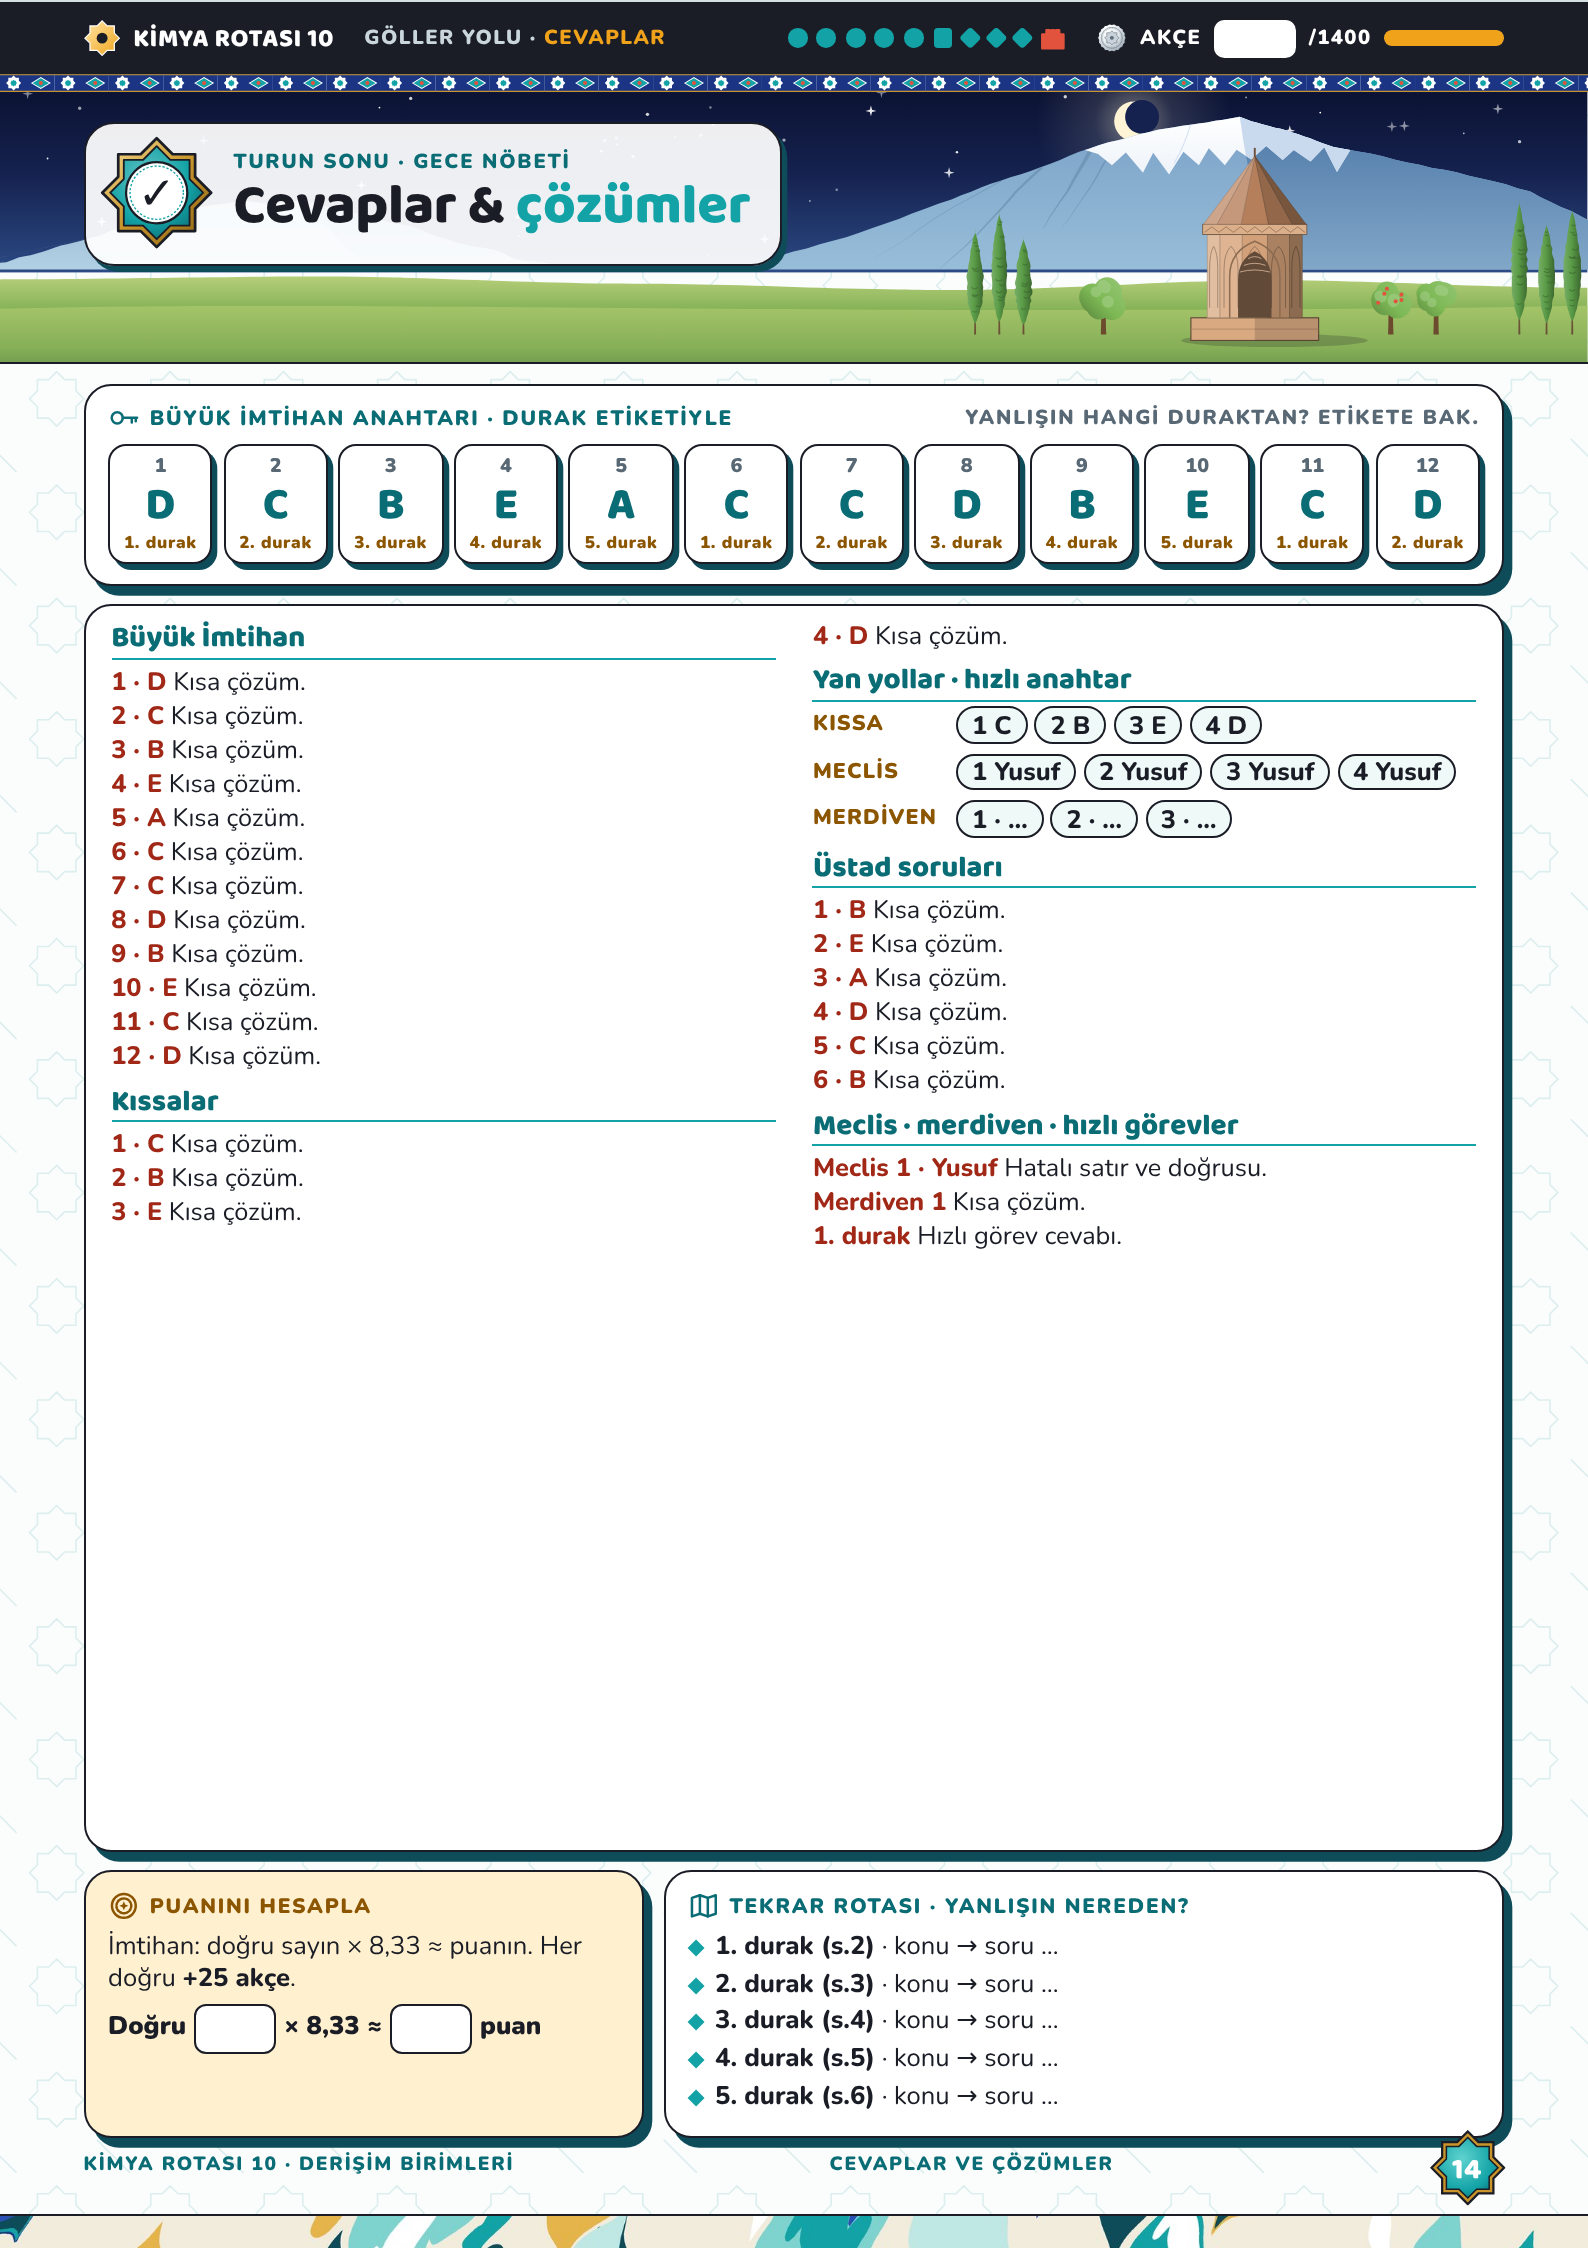 KİMYA ROTASI 10 GÖLLER YOLU · CEVAPLAR AKÇE /1400
TURUN SONU · GECE NÖBETİ
Cevaplar & çözümler
BÜYÜK İMTİHAN ANAHTARI · DURAK ETİKETİYLE YANLIŞIN HANGİ DURAKTAN? ETİKETE BAK.
1 2 3 4 5 6 7 8 9 10 11 12
D C B E A C C D B E C D
1. durak 2. durak 3. durak 4. durak 5. durak 1. durak 2. durak 3. durak 4. durak 5. durak 1. durak 2. durak
Büyük İmtihan
1 · D Kısa çözüm.
2 · C Kısa çözüm.
3 · B Kısa çözüm.
4 · E Kısa çözüm.
5 · A Kısa çözüm.
6 · C Kısa çözüm.
7 · C Kısa çözüm.
8 · D Kısa çözüm.
9 · B Kısa çözüm.
10 · E Kısa çözüm.
11 · C Kısa çözüm.
12 · D Kısa çözüm.
Kıssalar
1 · C Kısa çözüm.
2 · B Kısa çözüm.
3 · E Kısa çözüm.
4 · D Kısa çözüm.
Yan yollar · hızlı anahtar
KISSA 1 C 2 B 3 E 4 D
MECLİS 1 Yusuf 2 Yusuf 3 Yusuf 4 Yusuf
MERDİVEN 1 · ... 2 · ... 3 · ...
Üstad soruları
1 · B Kısa çözüm.
2 · E Kısa çözüm.
3 · A Kısa çözüm.
4 · D Kısa çözüm.
5 · C Kısa çözüm.
6 · B Kısa çözüm.
Meclis · merdiven · hızlı görevler
Meclis 1 · Yusuf Hatalı satır ve doğrusu.
Merdiven 1 Kısa çözüm.
1. durak Hızlı görev cevabı.
PUANINI HESAPLA
İmtihan: doğru sayın × 8,33 ≈ puanın. Her
doğru +25 akçe.
Doğru × 8,33 ≈ puan
TEKRAR ROTASI · YANLIŞIN NEREDEN?
1. durak (s.2) · konu → soru ...
2. durak (s.3) · konu → soru ...
3. durak (s.4) · konu → soru ...
4. durak (s.5) · konu → soru ...
5. durak (s.6) · konu → soru ...
KİMYA ROTASI 10 · DERİŞİM BİRİMLERİ CEVAPLAR VE ÇÖZÜMLER 14